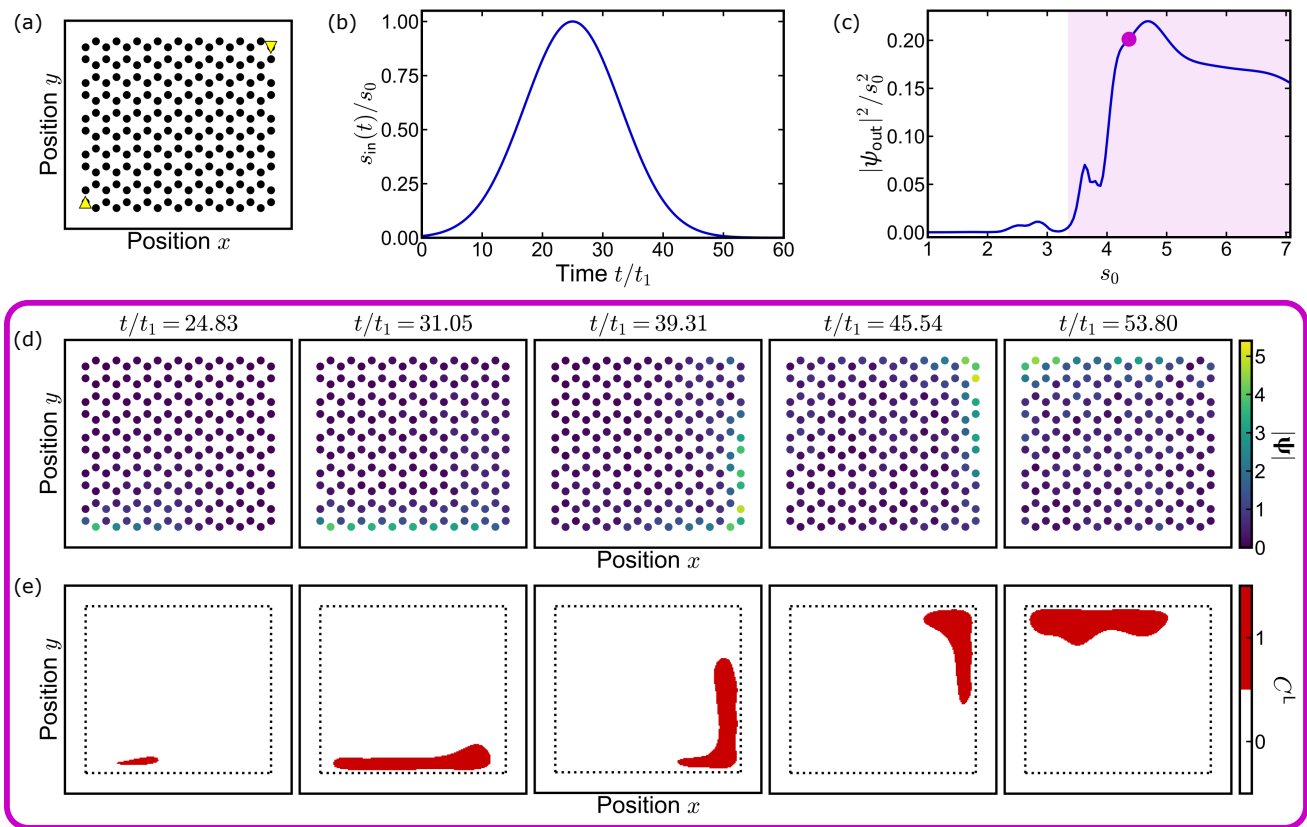 (a)
Position y
Position x
(b)
s_in(t)/s_0
1.00
0.75
0.50
0.25
0.00
0 10 20 30 40 50 60
Time t/t_1
(c)
|ψ_out|^2/s_0^2
0.20
0.15
0.10
0.05
0.00
1 2 3 4 5 6 7
s_0
(d)
t/t_1 = 24.83
t/t_1 = 31.05
t/t_1 = 39.31
t/t_1 = 45.54
t/t_1 = 53.80
Position y
Position x
5
4
3
2
1
0
|Ψ|
(e)
Position y
Position x
1
0
C^L